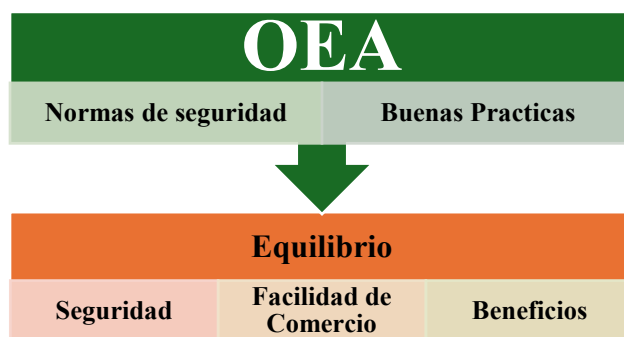 OEA
Normas de seguridad
Buenas Practicas
Equilibrio
Seguridad
Facilidad de
Comercio
Beneficios